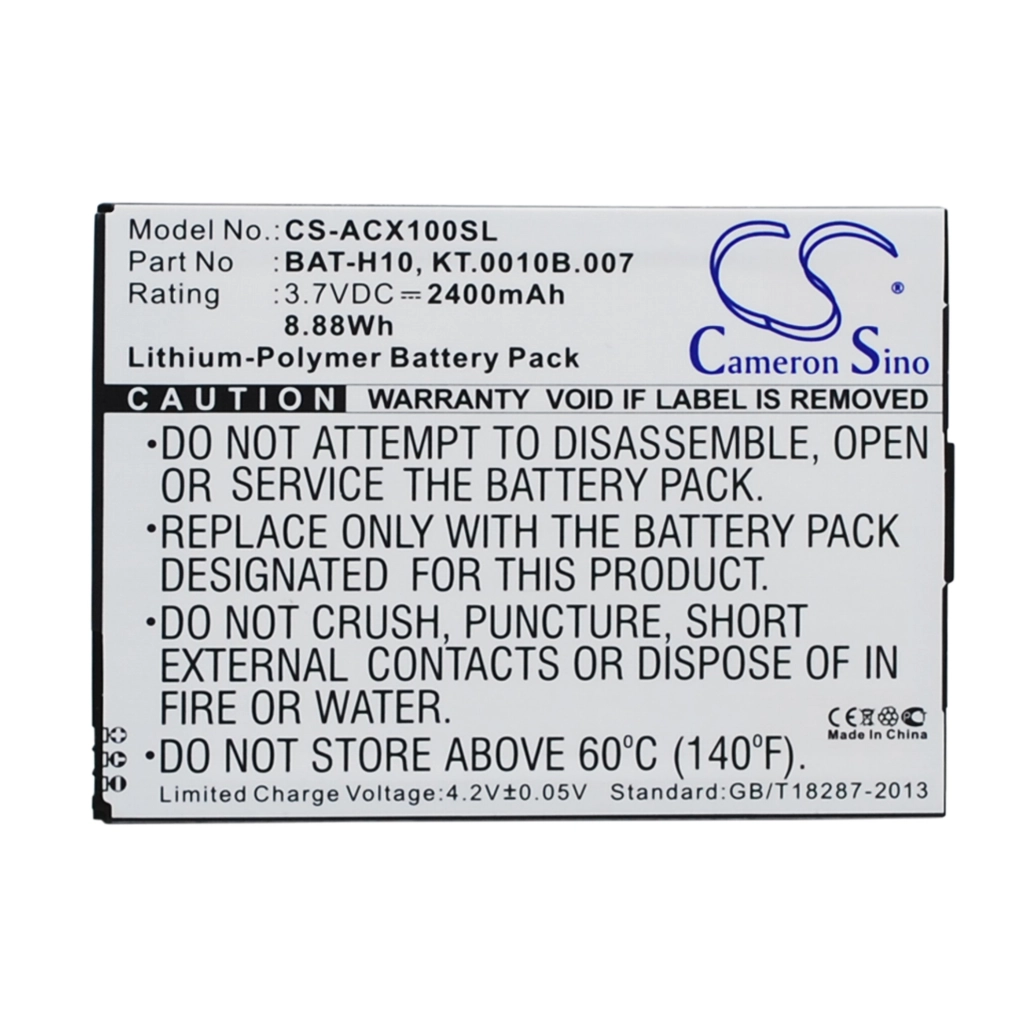 Model No.: CS-ACX100SL
Part No : BAT-H10, KT.0010B.007
Rating : 3.7VDC⎓2400mAh
8.88Wh
Lithium-Polymer Battery Pack
CS ®
Cameron Sino
CAUTION WARRANTY VOID IF LABEL IS REMOVED
•DO NOT ATTEMPT TO DISASSEMBLE, OPEN
OR SERVICE THE BATTERY PACK.
•REPLACE ONLY WITH THE BATTERY PACK
DESIGNATED FOR THIS PRODUCT.
•DO NOT CRUSH, PUNCTURE, SHORT
EXTERNAL CONTACTS OR DISPOSE OF IN
FIRE OR WATER.
CE
Made In China
•DO NOT STORE ABOVE 60°C (140°F).
Limited Charge Voltage:4.2V±0.05V Standard:GB/T18287-2013